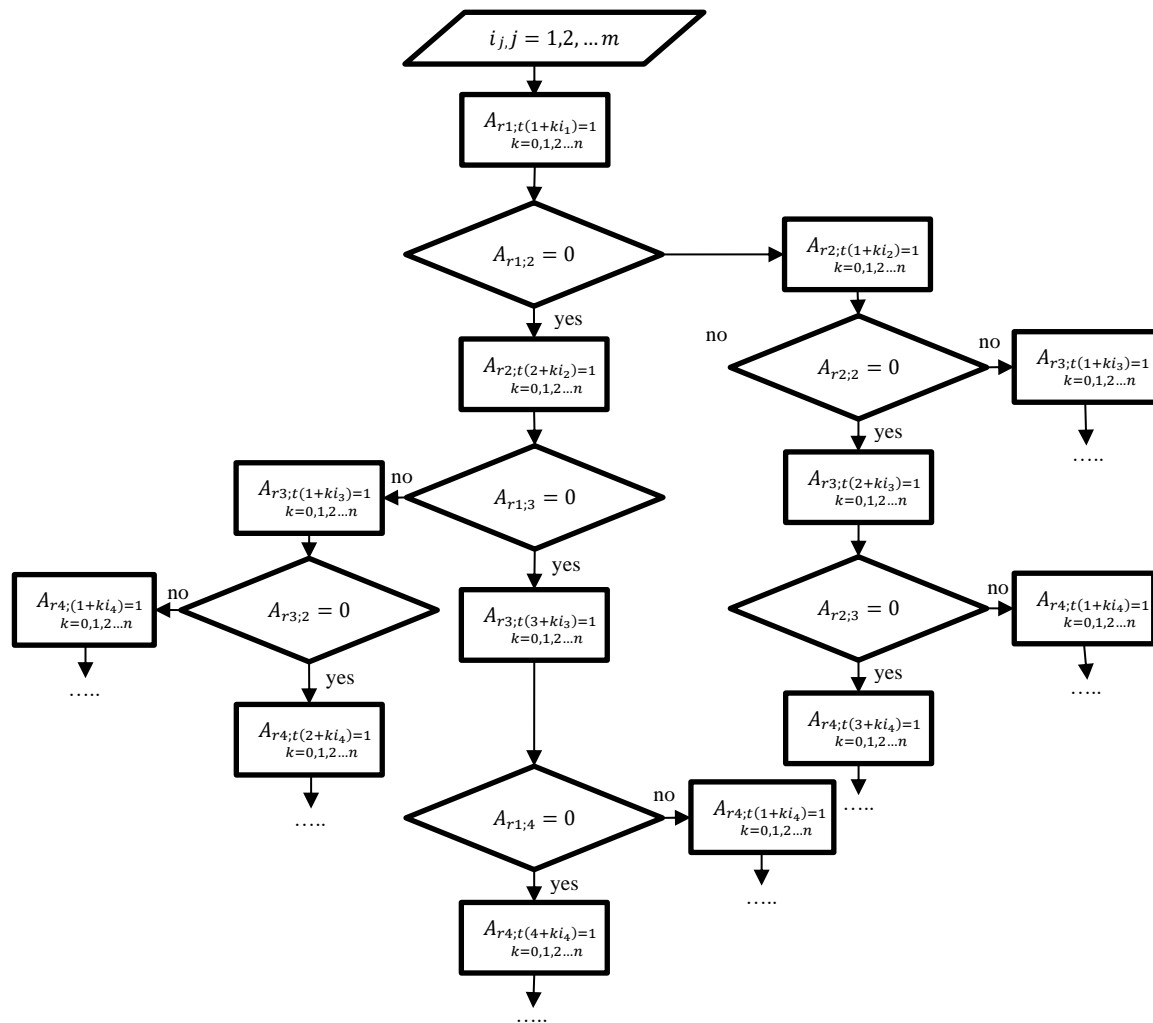 i_{j,}j = 1,2, … m
A_{r1;t(1+ki_1)=1}
k=0,1,2…n
A_{r1;2} = 0
A_{r2;t(1+ki_2)=1}
k=0,1,2…n
yes
no
no
A_{r2;t(2+ki_2)=1}
k=0,1,2…n
A_{r2;2} = 0
A_{r3;t(1+ki_3)=1}
k=0,1,2…n
yes
…..
A_{r3;t(1+ki_3)=1}
k=0,1,2…n
no
A_{r1;3} = 0
A_{r3;t(2+ki_3)=1}
k=0,1,2…n
yes
A_{r4;(1+ki_4)=1}
k=0,1,2…n
no
A_{r3;2} = 0
A_{r3;t(3+ki_3)=1}
k=0,1,2…n
A_{r2;3} = 0
no
A_{r4;t(1+ki_4)=1}
k=0,1,2…n
…..
yes
yes
…..
A_{r4;t(2+ki_4)=1}
k=0,1,2…n
A_{r4;t(3+ki_4)=1}
k=0,1,2…n
…..
A_{r1;4} = 0
no
A_{r4;t(1+ki_4)=1}
k=0,1,2…n
…..
yes
…..
A_{r4;t(4+ki_4)=1}
k=0,1,2…n
…..